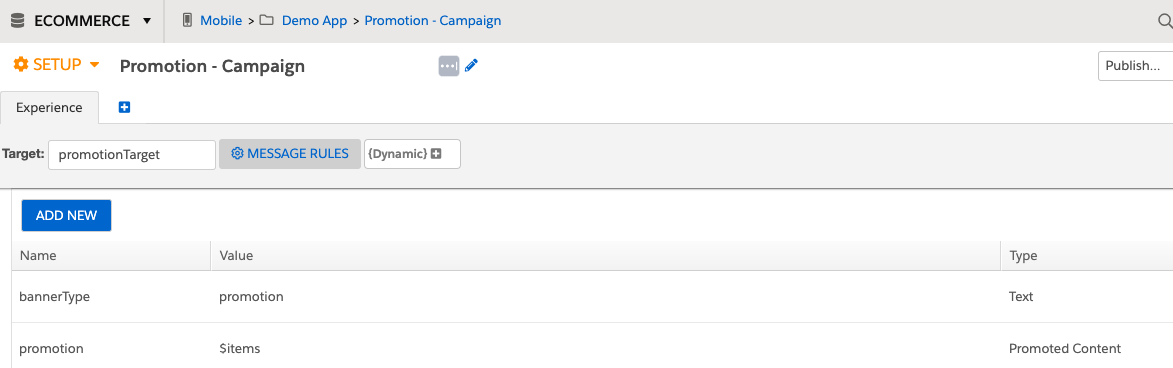 ECOMMERCE Mobile > Demo App > Promotion - Campaign
SETUP Promotion - Campaign Publish...
Experience
Target: promotionTarget MESSAGE RULES {Dynamic}
ADD NEW
Name Value Type
bannerType promotion Text
promotion $items Promoted Content